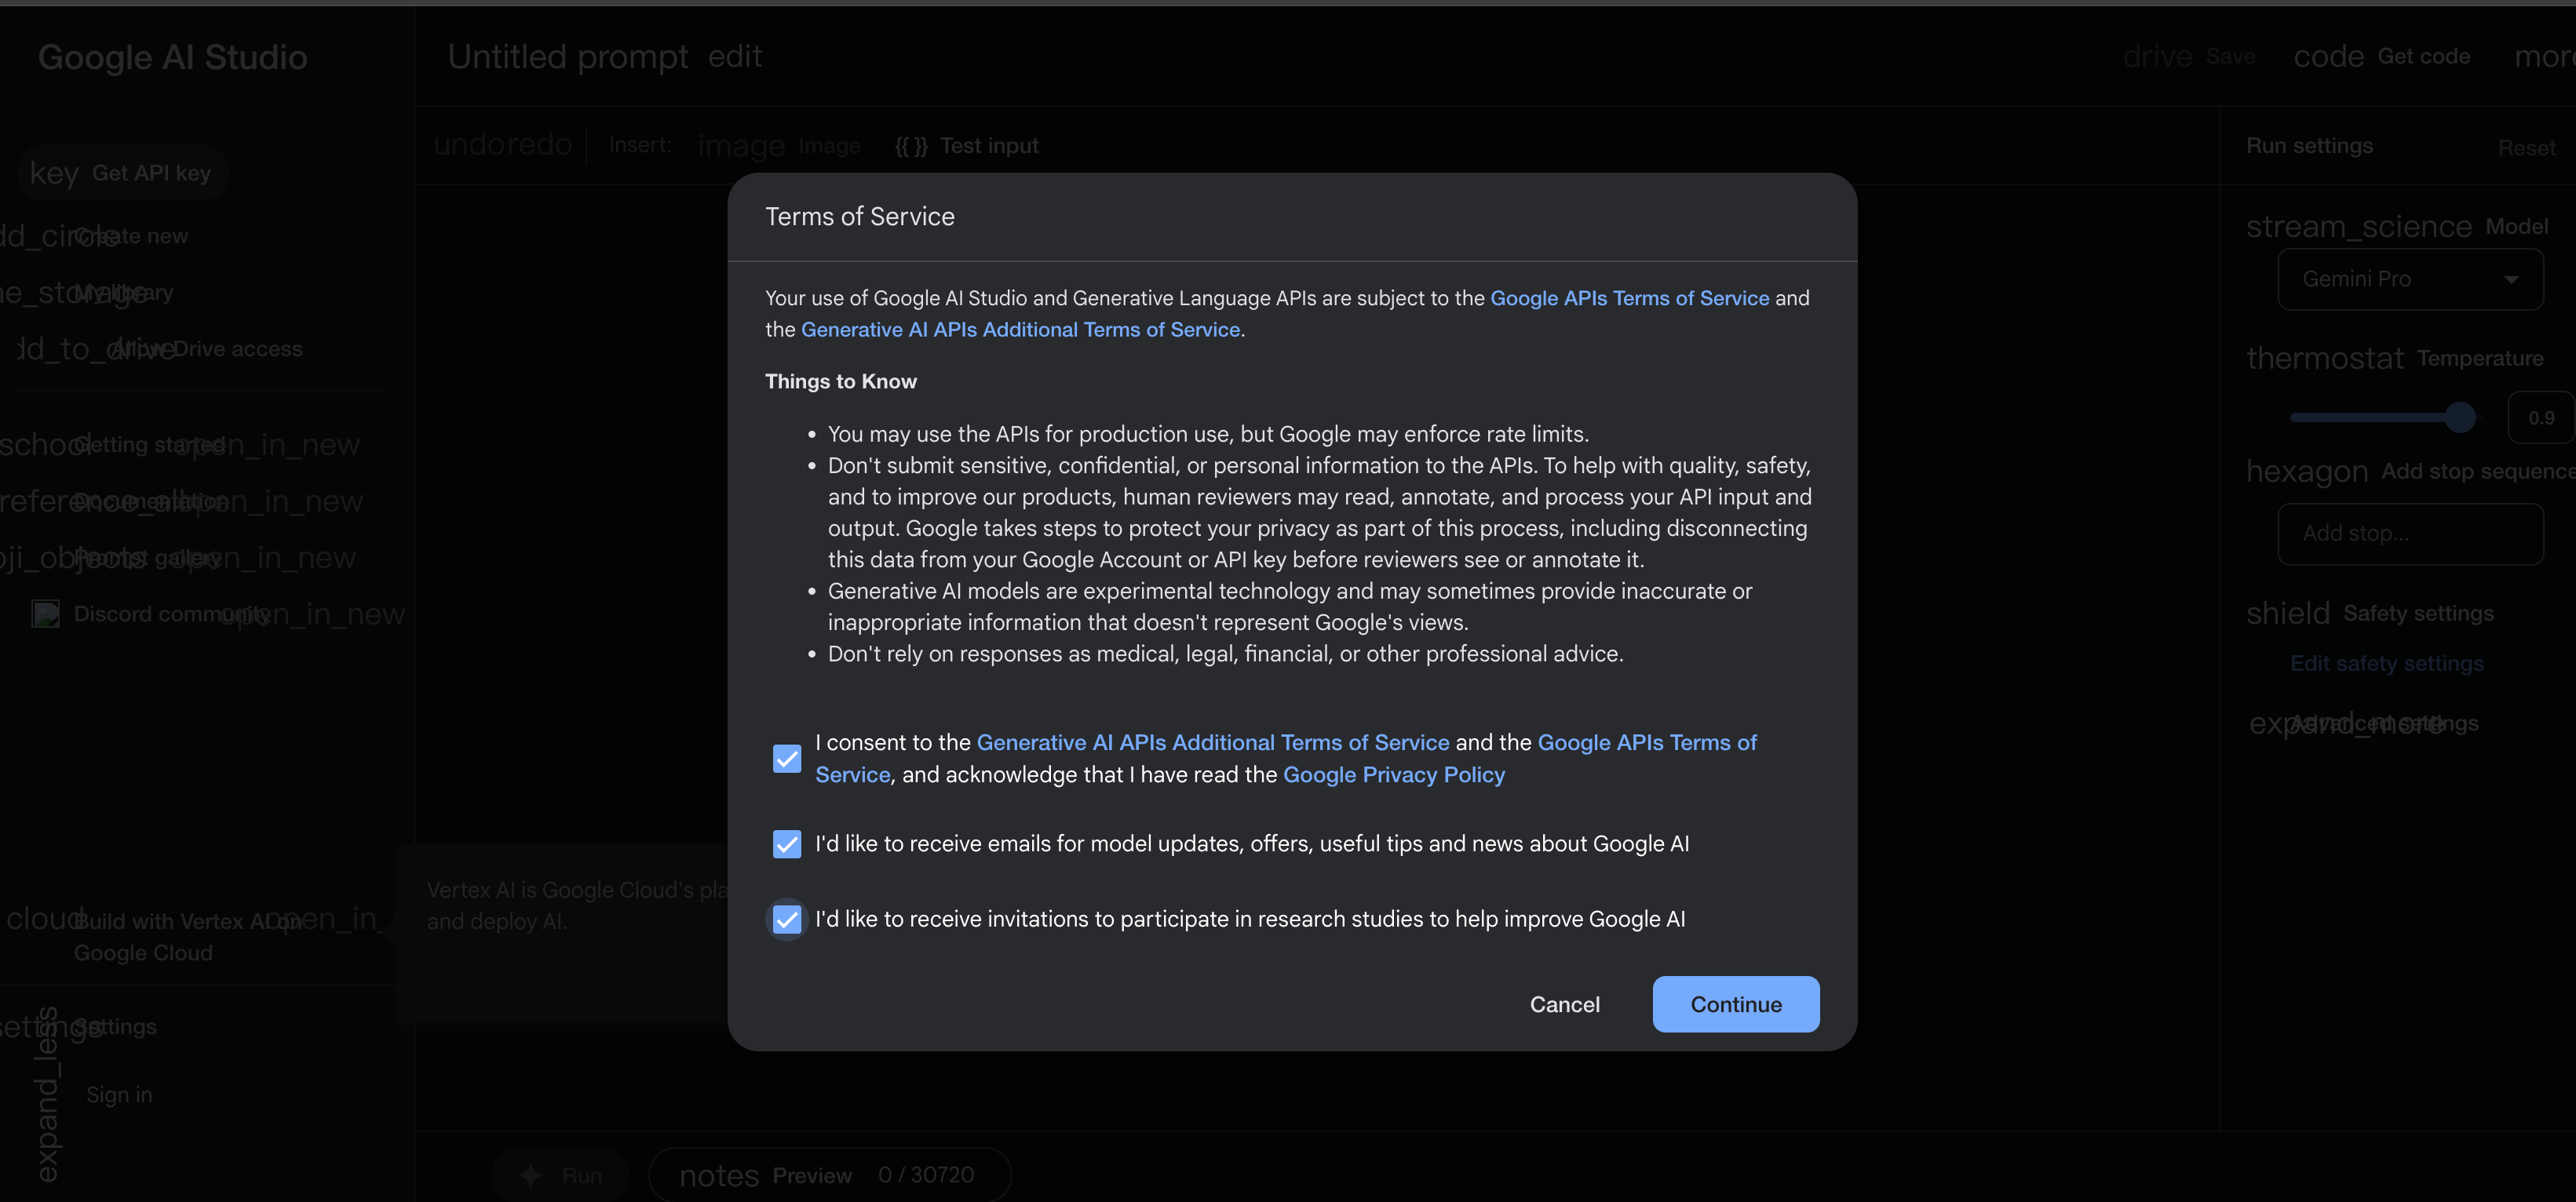 Google AI Studio
Untitled prompt edit
drive Save code Get code more
undo redo Insert: image Image {{ }} Test input
Run settings Reset
key Get API key
add_circle Create new
My library
add_to_drive Allow Drive access
school Getting started open_in_new
Documentation open_in_new
Prompt gallery open_in_new
Discord community open_in_new
cloud Build with Vertex AI on open_in_
Google Cloud
settings Settings
expand_less
Sign in
Vertex AI is Google Cloud's pla
and deploy AI.
Terms of Service
Your use of Google AI Studio and Generative Language APIs are subject to the Google APIs Terms of Service and
the Generative AI APIs Additional Terms of Service.
Things to Know
• You may use the APIs for production use, but Google may enforce rate limits.
• Don't submit sensitive, confidential, or personal information to the APIs. To help with quality, safety,
and to improve our products, human reviewers may read, annotate, and process your API input and
output. Google takes steps to protect your privacy as part of this process, including disconnecting
this data from your Google Account or API key before reviewers see or annotate it.
• Generative AI models are experimental technology and may sometimes provide inaccurate or
inappropriate information that doesn't represent Google's views.
• Don't rely on responses as medical, legal, financial, or other professional advice.
I consent to the Generative AI APIs Additional Terms of Service and the Google APIs Terms of
Service, and acknowledge that I have read the Google Privacy Policy
I'd like to receive emails for model updates, offers, useful tips and news about Google AI
I'd like to receive invitations to participate in research studies to help improve Google AI
Cancel Continue
stream_science Model
Gemini Pro
thermostat Temperature
0.9
hexagon Add stop sequence
Add stop...
shield Safety settings
Edit safety settings
expand_more Advanced settings
Run notes Preview 0 / 30720